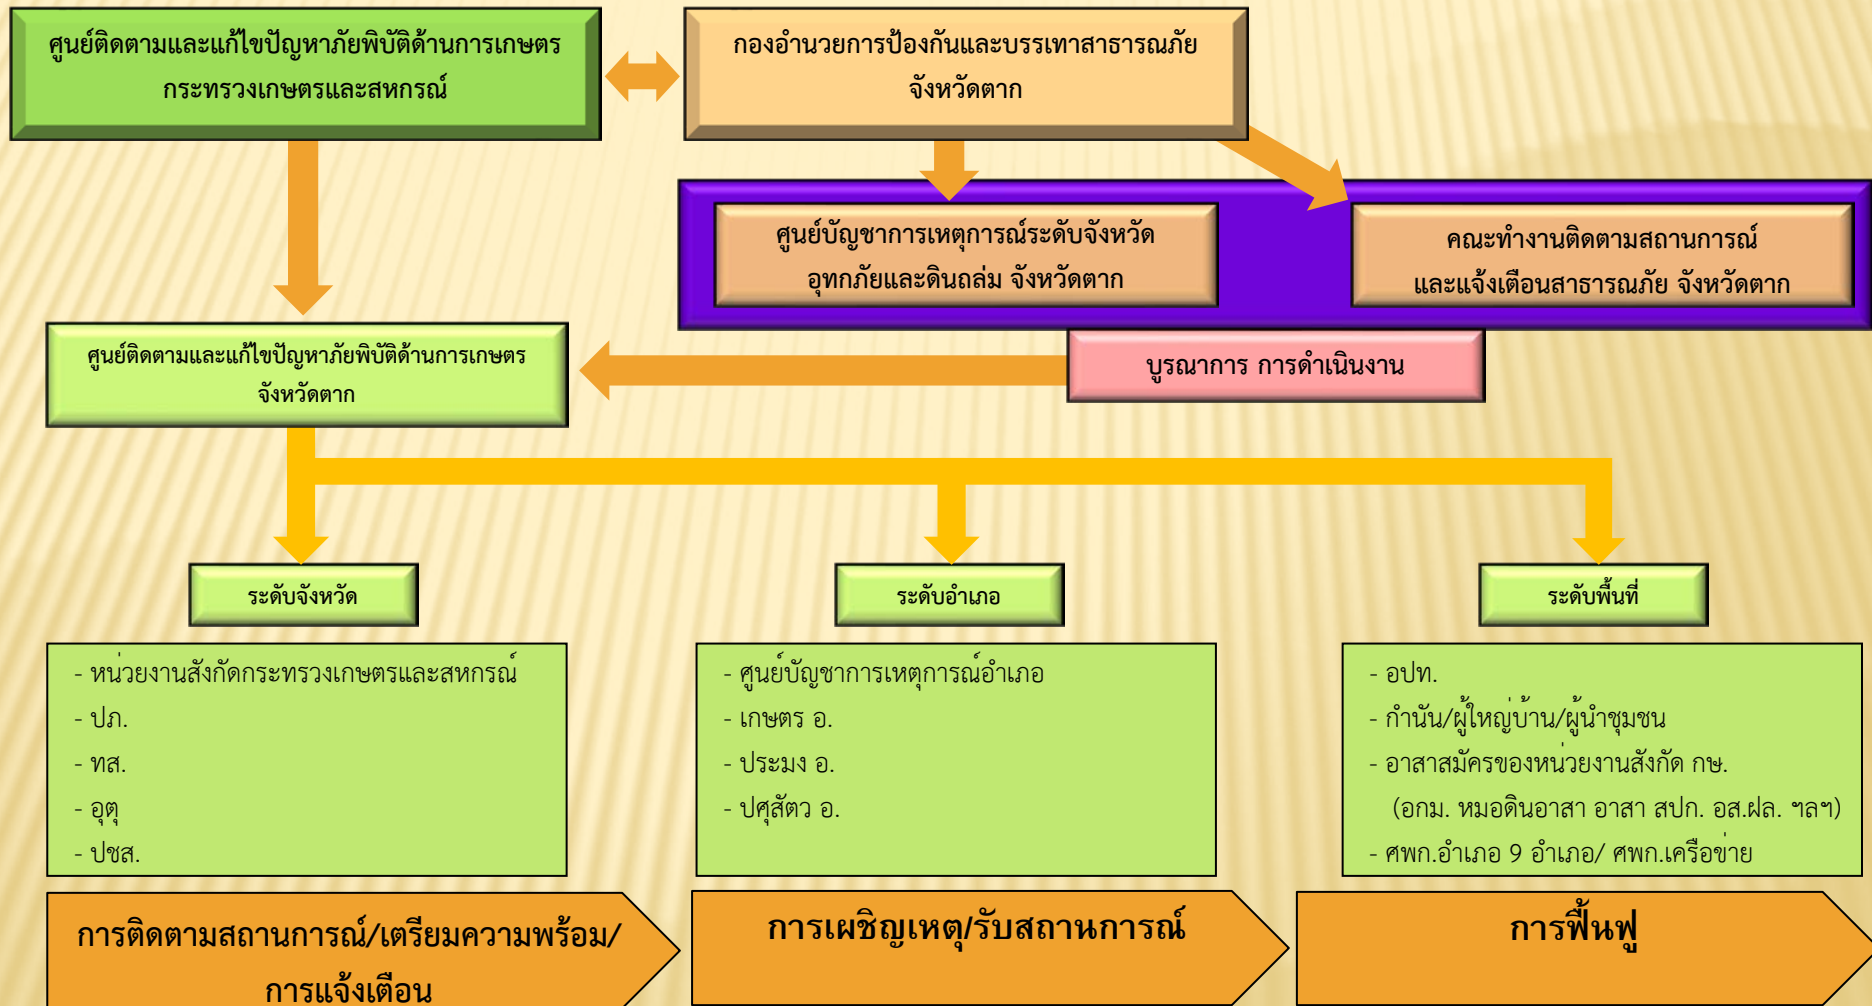 ศูนย์ติดตามและแก้ไขปัญหาภัยพิบัติด้านการเกษตร
กระทรวงเกษตรและสหกรณ์
กองอำนวยการป้องกันและบรรเทาสาธารณภัย
จังหวัดตาก
ศูนย์บัญชาการเหตุการณ์ระดับจังหวัด
อุทกภัยและดินถล่ม จังหวัดตาก
คณะทำงานติดตามสถานการณ์
และแจ้งเตือนสาธารณภัย จังหวัดตาก
ศูนย์ติดตามและแก้ไขปัญหาภัยพิบัติด้านการเกษตร
จังหวัดตาก
บูรณาการ การดำเนินงาน
ระดับจังหวัด
- หน่วยงานสังกัดกระทรวงเกษตรและสหกรณ์
- ปภ.
- ทส.
- อุตุ
- ปชส.
ระดับอำเภอ
- ศูนย์บัญชาการเหตุการณ์อำเภอ
- เกษตร อ.
- ประมง อ.
- ปศุสัตว อ.
ระดับพื้นที่
- อปท.
- กำนัน/ผู้ใหญ่บ้าน/ผู้นำชุมชน
- อาสาสมัครของหน่วยงานสังกัด กษ.
(อกม. หมอดินอาสา อาสา สปก. อส.ฝล. ฯลฯ)
- ศพก.อำเภอ 9 อำเภอ/ ศพก.เครือข่าย
การติดตามสถานการณ์/เตรียมความพร้อม/
การแจ้งเตือน
การเผชิญเหตุ/รับสถานการณ์
การฟื้นฟู